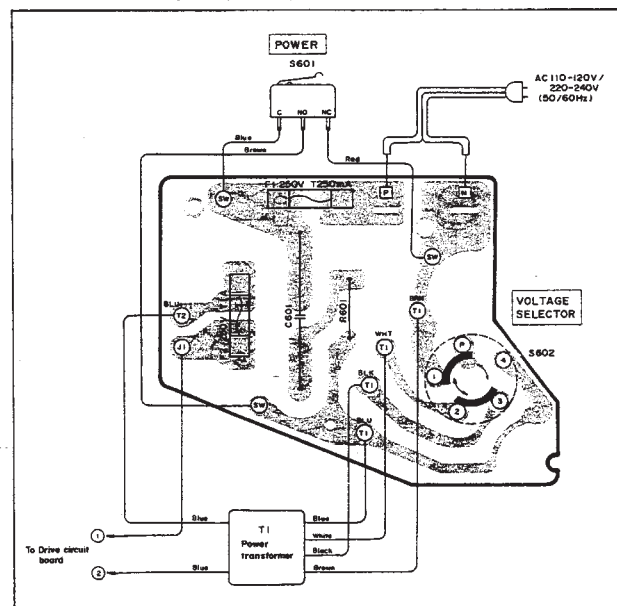 POWER
S601
AC 110-120V/
220-240V
(50/60Hz)
C NO NC
Blue
Brown
Red
F1 250V T250mA
P
N
SW
SW
BLU
T2
J1
C601
R601
BRN
T1
WHT
T1
BLK
T1
BLU
T1
SW
VOLTAGE
SELECTOR
S602
P
4
1
2
3
T1
Power
transformer
Blue
Blue
White
Black
Brown
Blue
1
To Drive circuit
board
2